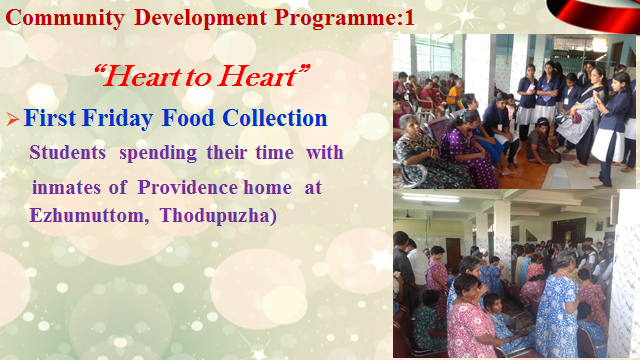 Community Development Programme:1
“Heart to Heart”
First Friday Food Collection
Students spending their time with
inmates of Providence home at
Ezhumuttom, Thodupuzha)